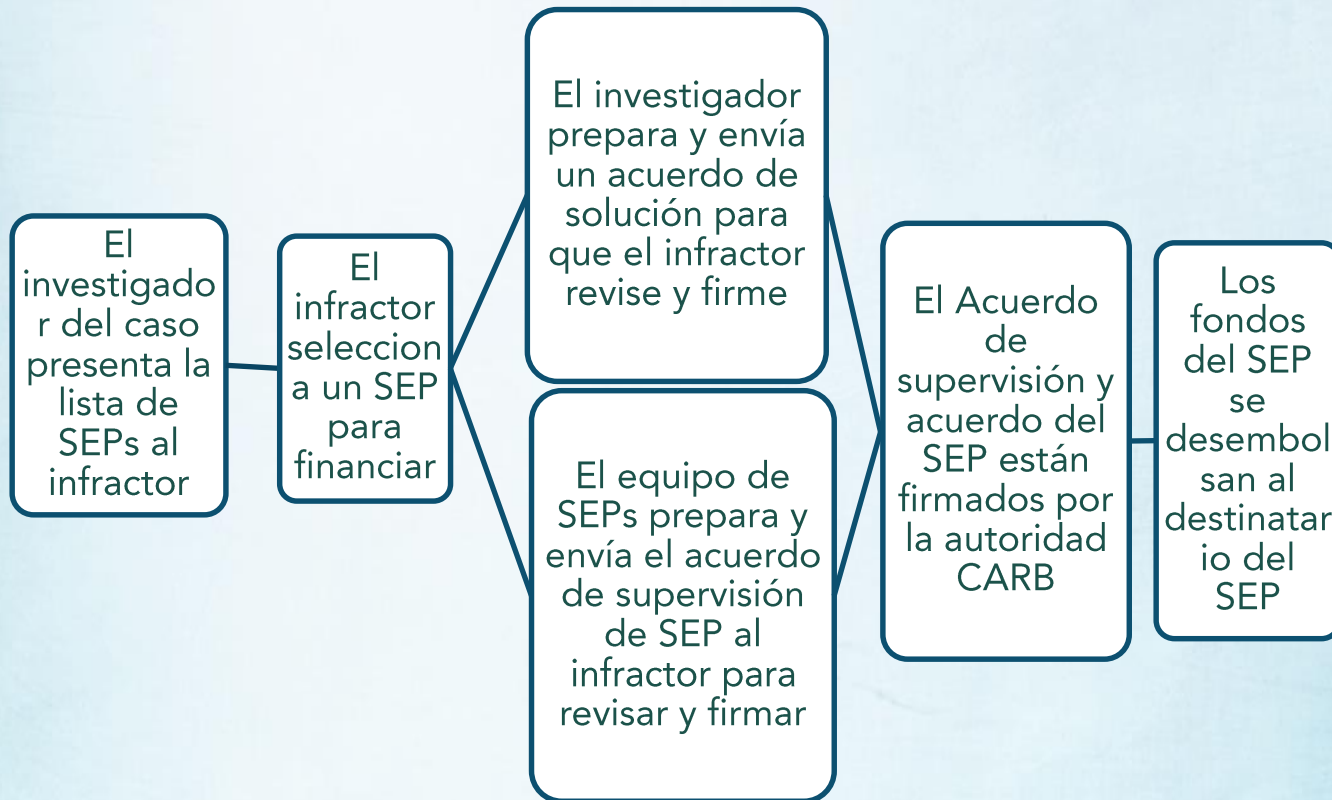 El
investigado
r del caso
presenta la
lista de
SEPs al
infractor
El
infractor
seleccion
a un SEP
para
financiar
El investigador
prepara y envía
un acuerdo de
solución para
que el infractor
revise y firme
El equipo de
SEPs prepara y
envía el acuerdo
de supervisión
de SEP al
infractor para
revisar y firmar
El Acuerdo
de
supervisión y
acuerdo del
SEP están
firmados por
la autoridad
CARB
Los
fondos
del SEP
se
desembol
san al
destinatar
io del
SEP